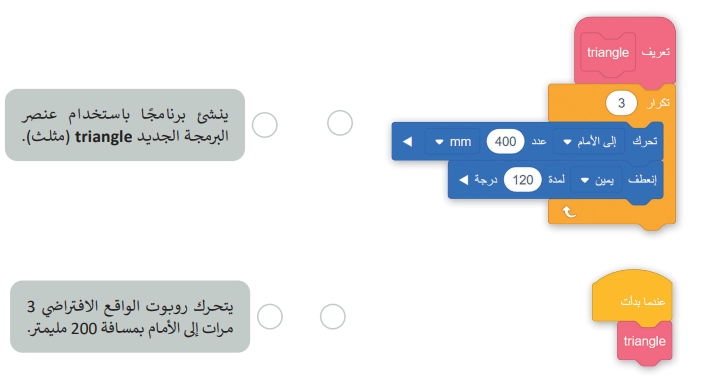 تعريف triangle
تكرار 3
تحرك إلى الأمام عدد 400 mm
إنعطف يمين لمدة 120 درجة
ينشئ برنامجًا باستخدام عنصر
البرمجة الجديد triangle (مثلث).
عندما بدأت
triangle
يتحرك روبوت الواقع الافتراضي 3
مرات إلى الأمام بمسافة 200 مليمتر.